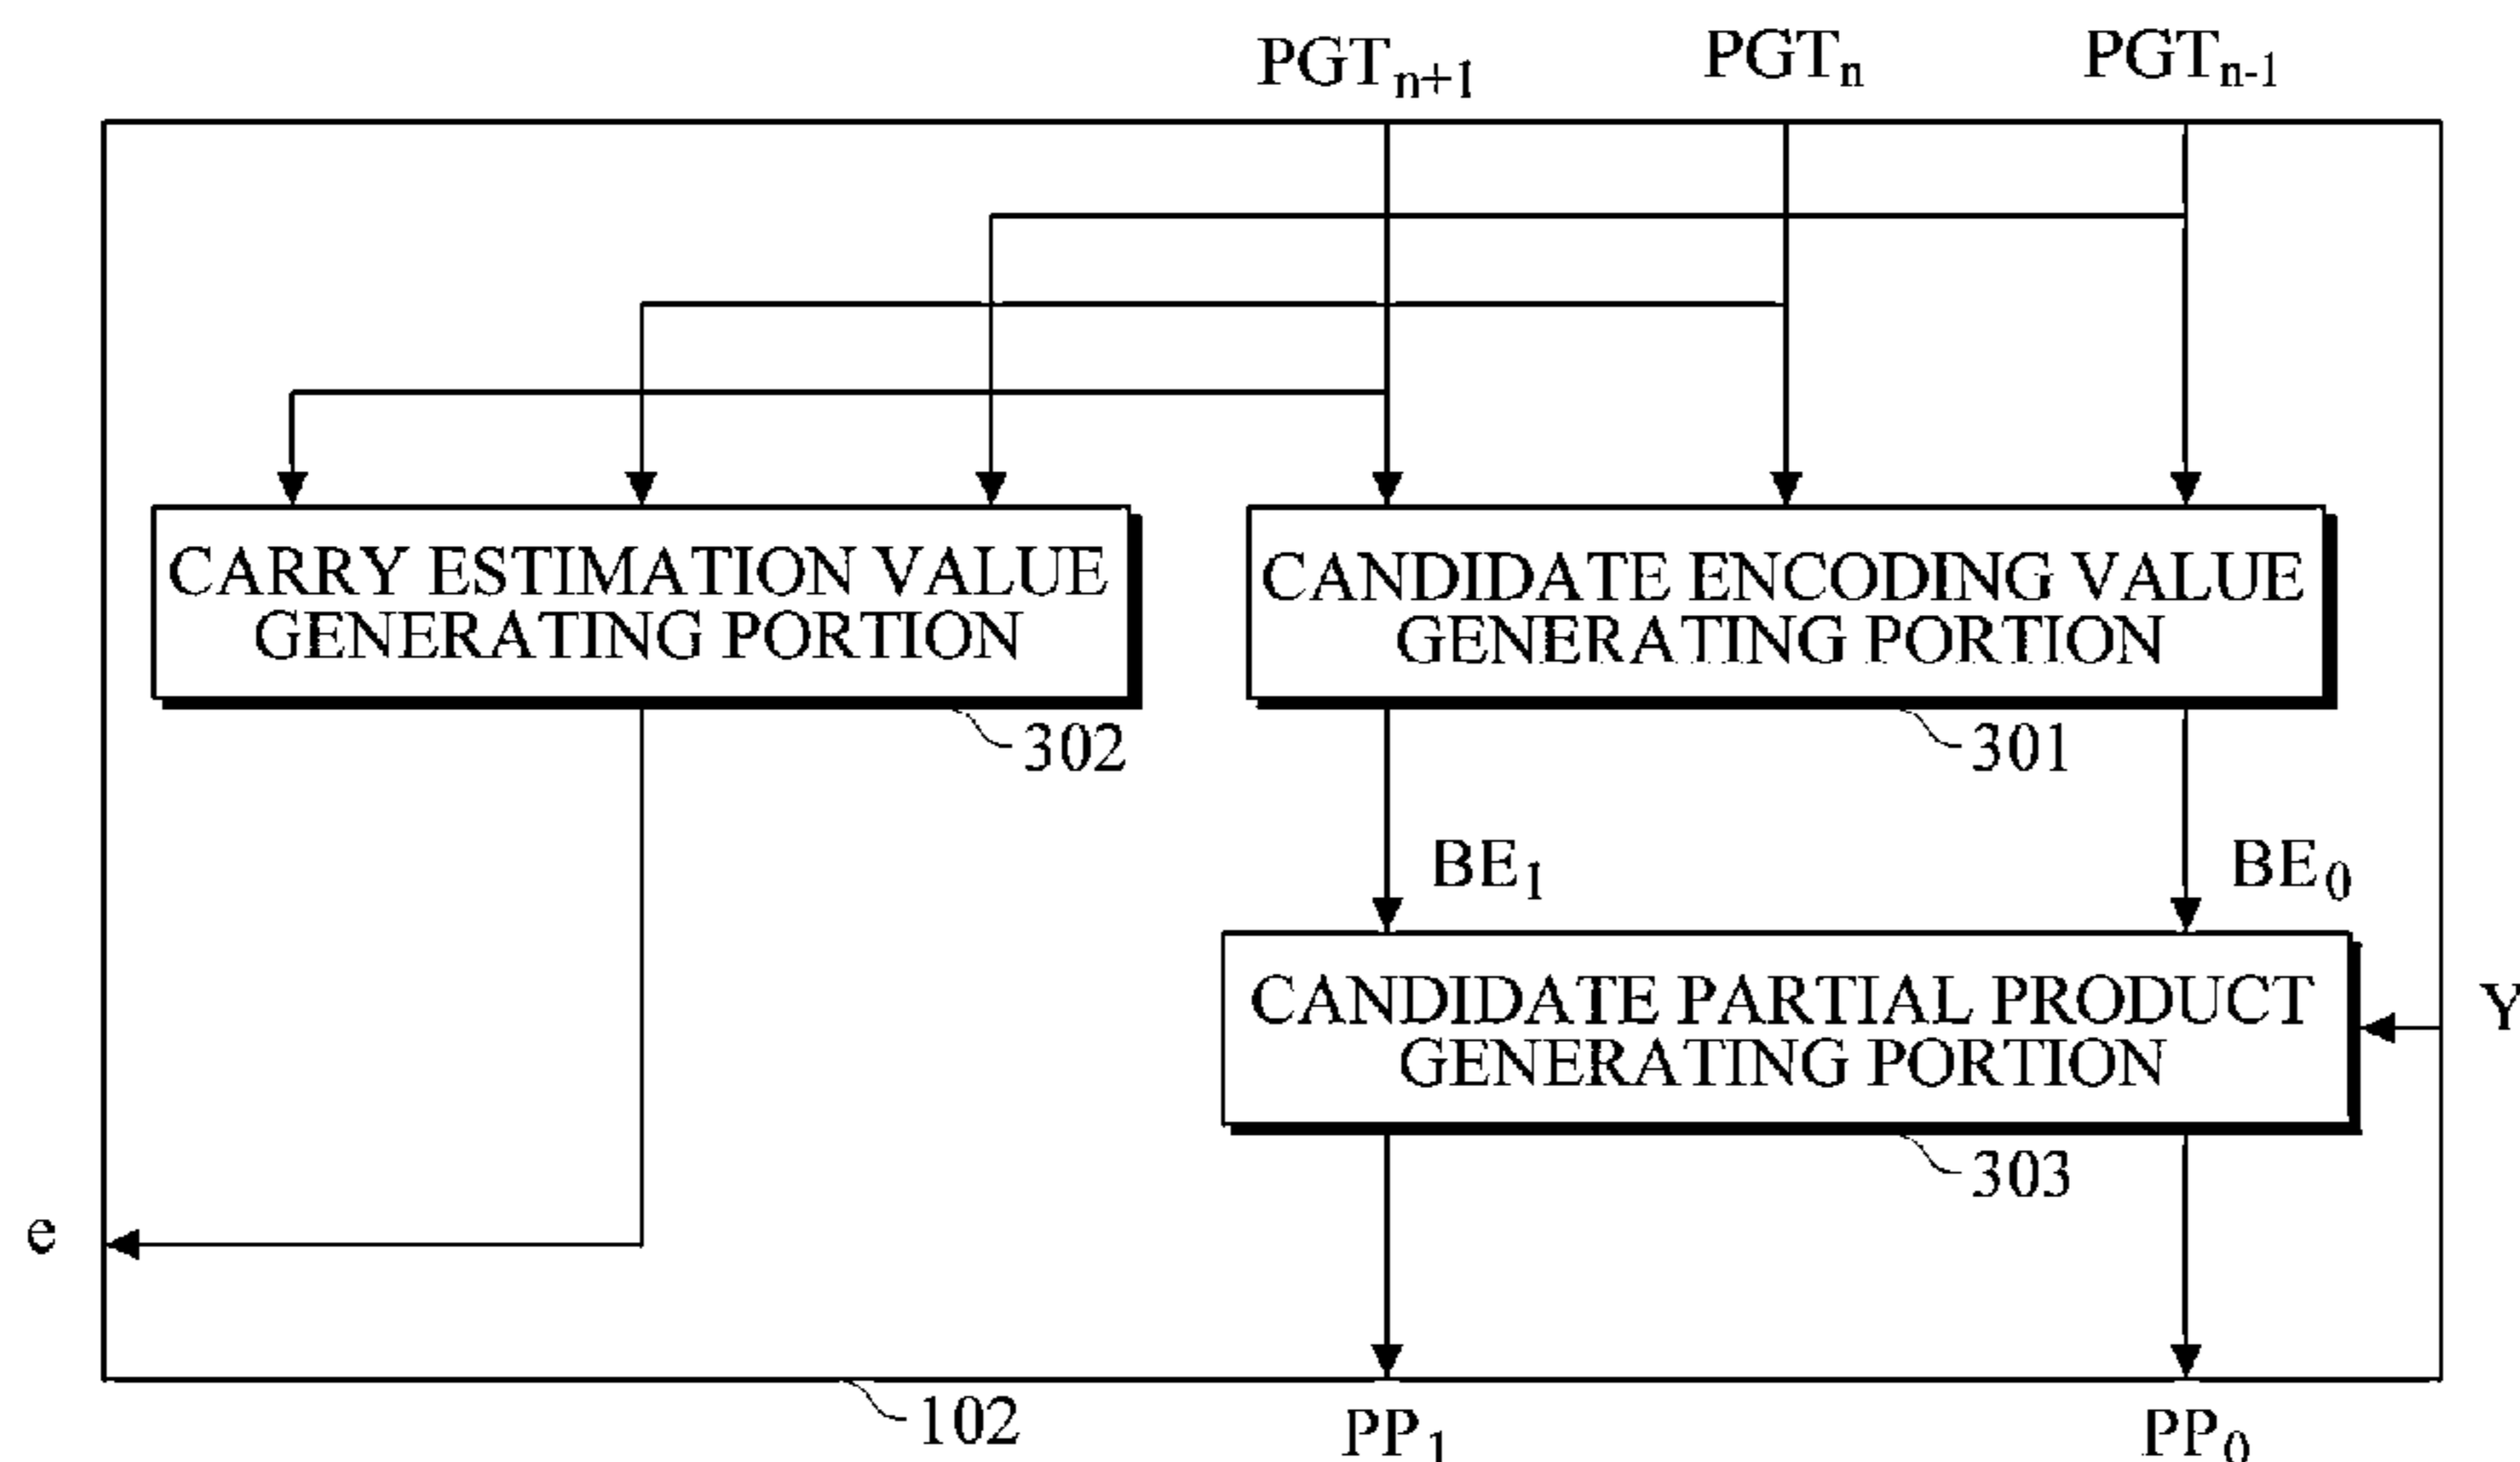 PGTn+1 PGTn PGTn-1
CARRY ESTIMATION VALUE
GENERATING PORTION
302
CANDIDATE ENCODING VALUE
GENERATING PORTION
301
BE1 BE0
CANDIDATE PARTIAL PRODUCT
GENERATING PORTION
303
Y
e
102
PP1 PP0